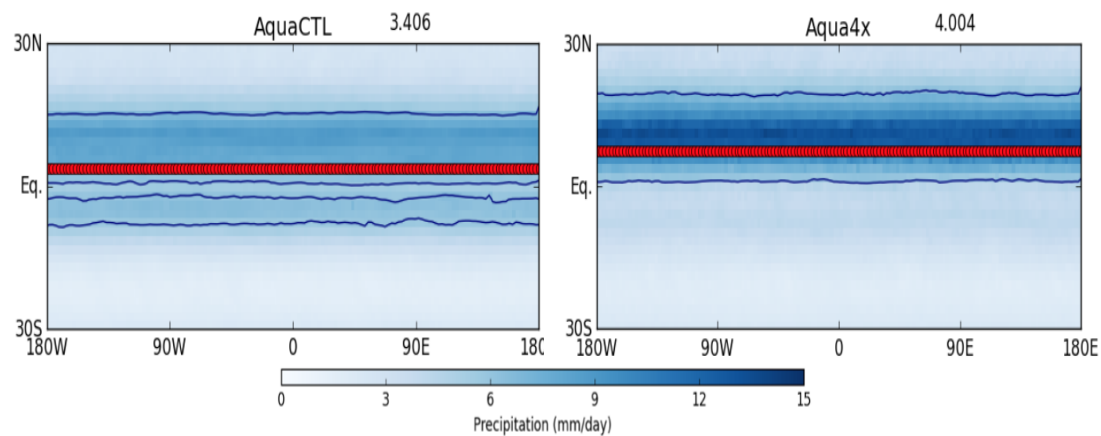 AquaCTL 3.406
Aqua4x 4.004
30N
Eq.
30S
180W 90W 0 90E 180
30N
Eq.
30S
180W 90W 0 90E 180E
0 3 6 9 12 15
Precipitation (mm/day)